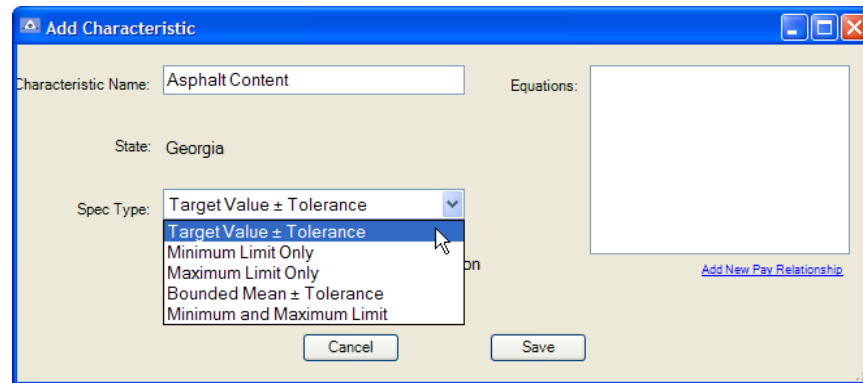 Add Characteristic
Characteristic Name: Asphalt Content
Equations:
State: Georgia
Spec Type: Target Value ± Tolerance
Target Value ± Tolerance
Minimum Limit Only
Maximum Limit Only
Bounded Mean ± Tolerance
Minimum and Maximum Limit
Add New Pay Relationship
Cancel
Save